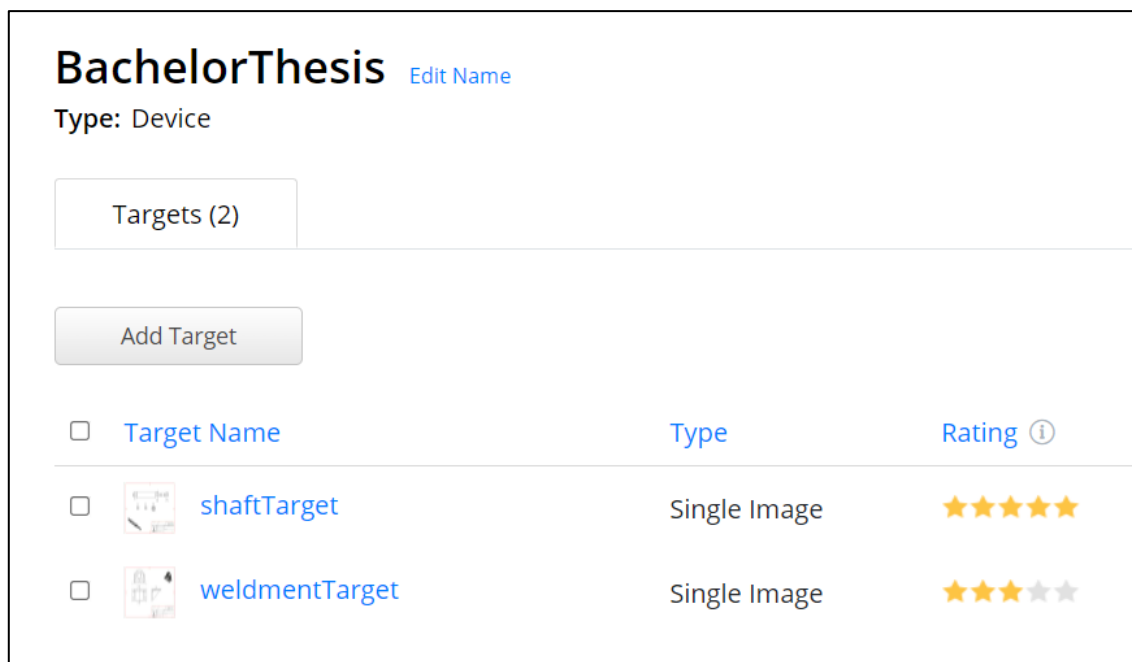 BachelorThesis Edit Name
Type: Device
Targets (2)
Add Target
Target Name Type Rating
shaftTarget Single Image
weldmentTarget Single Image